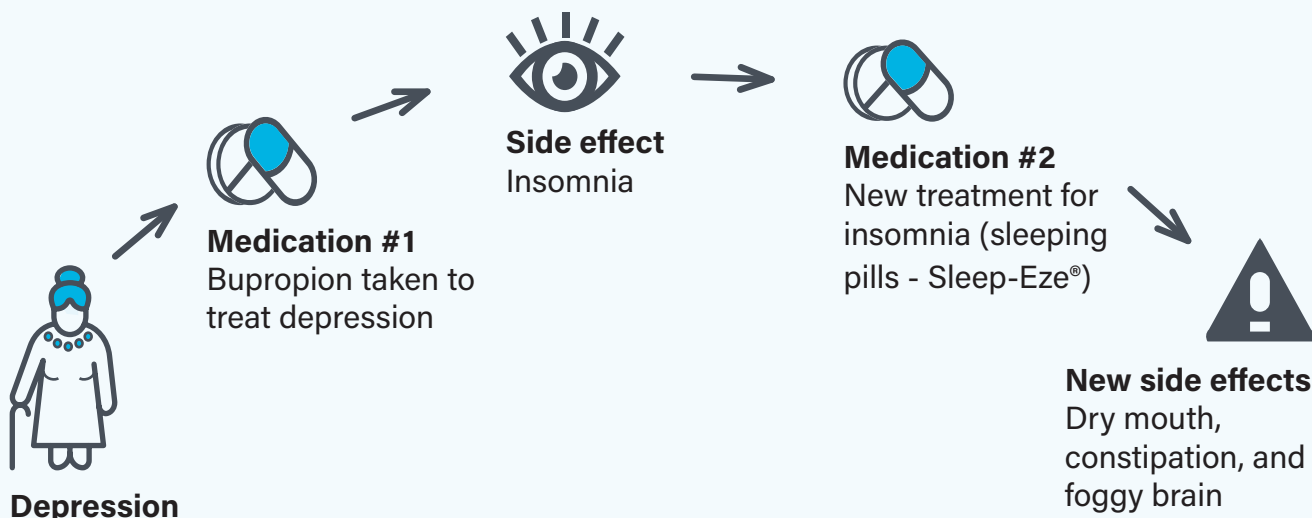 Depression
Medication #1
Bupropion taken to
treat depression
Side effect
Insomnia
Medication #2
New treatment for
insomnia (sleeping
pills - Sleep-Eze®)
New side effects
Dry mouth,
constipation, and
foggy brain